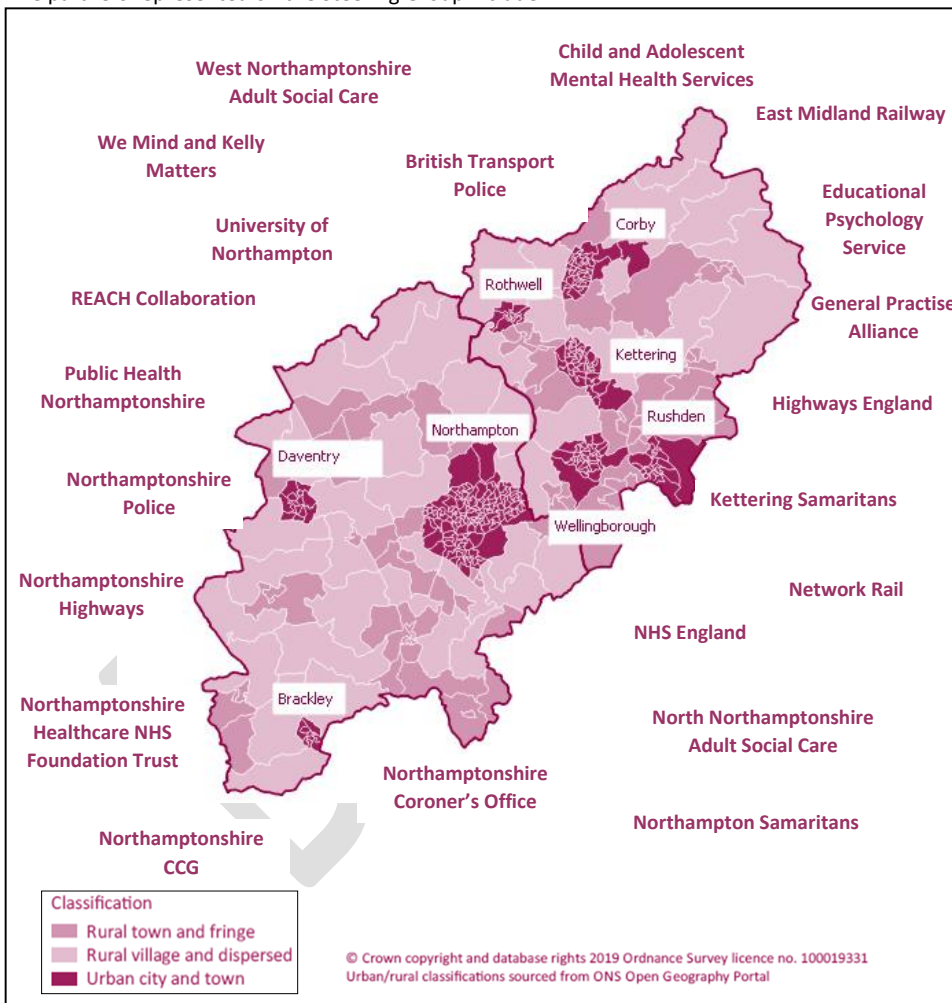 Child and Adolescent
Mental Health Services
West Northamptonshire
Adult Social Care
East Midland Railway
We Mind and Kelly
Matters
British Transport
Police
Educational
Psychology
Service
University of
Northampton
Corby
Rothwell
REACH Collaboration
General Practise
Alliance
Kettering
Public Health
Northamptonshire
Highways England
Rushden
Northampton
Daventry
Northamptonshire
Police
Kettering Samaritans
Wellingborough
Northamptonshire
Highways
Network Rail
NHS England
Brackley
Northamptonshire
Healthcare NHS
Foundation Trust
North Northamptonshire
Adult Social Care
Northamptonshire
Coroner's Office
Northampton Samaritans
Northamptonshire
CCG
Classification
Rural town and fringe
Rural village and dispersed
Urban city and town
© Crown copyright and database rights 2019 Ordnance Survey licence no. 100019331
Urban/rural classifications sourced from ONS Open Geography Portal